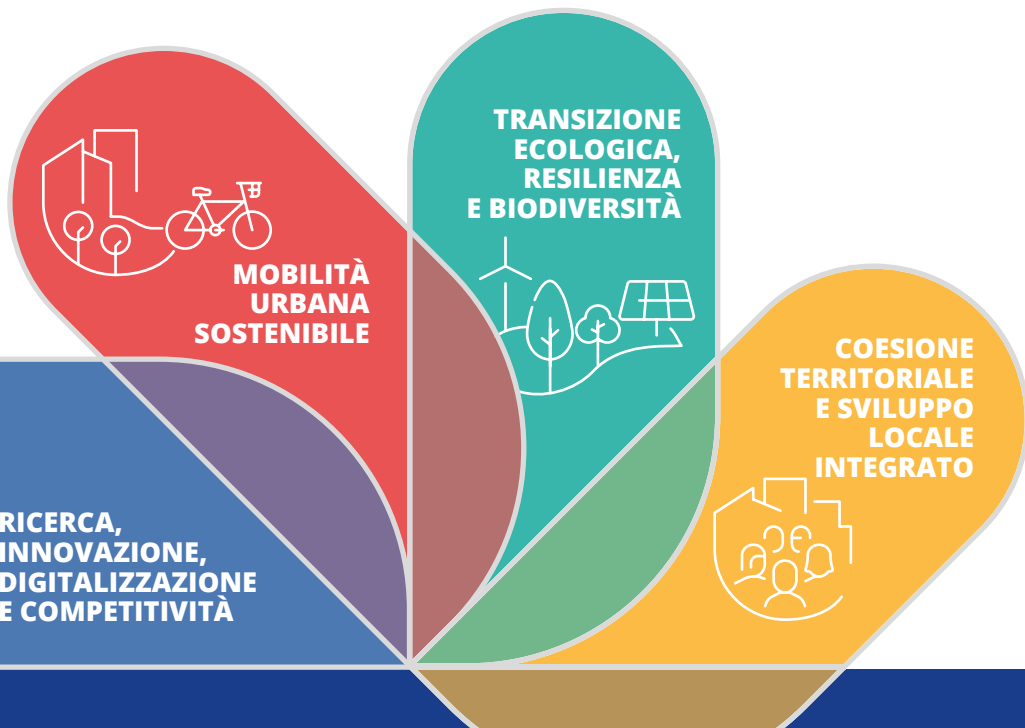 TRANSIZIONE
ECOLOGICA,
RESILIENZA
E BIODIVERSITÀ
MOBILITÀ
URBANA
SOSTENIBILE
COESIONE
TERRITORIALE
E SVILUPPO
LOCALE
INTEGRATO
RICERCA,
INNOVAZIONE,
DIGITALIZZAZIONE
E COMPETITIVITÀ